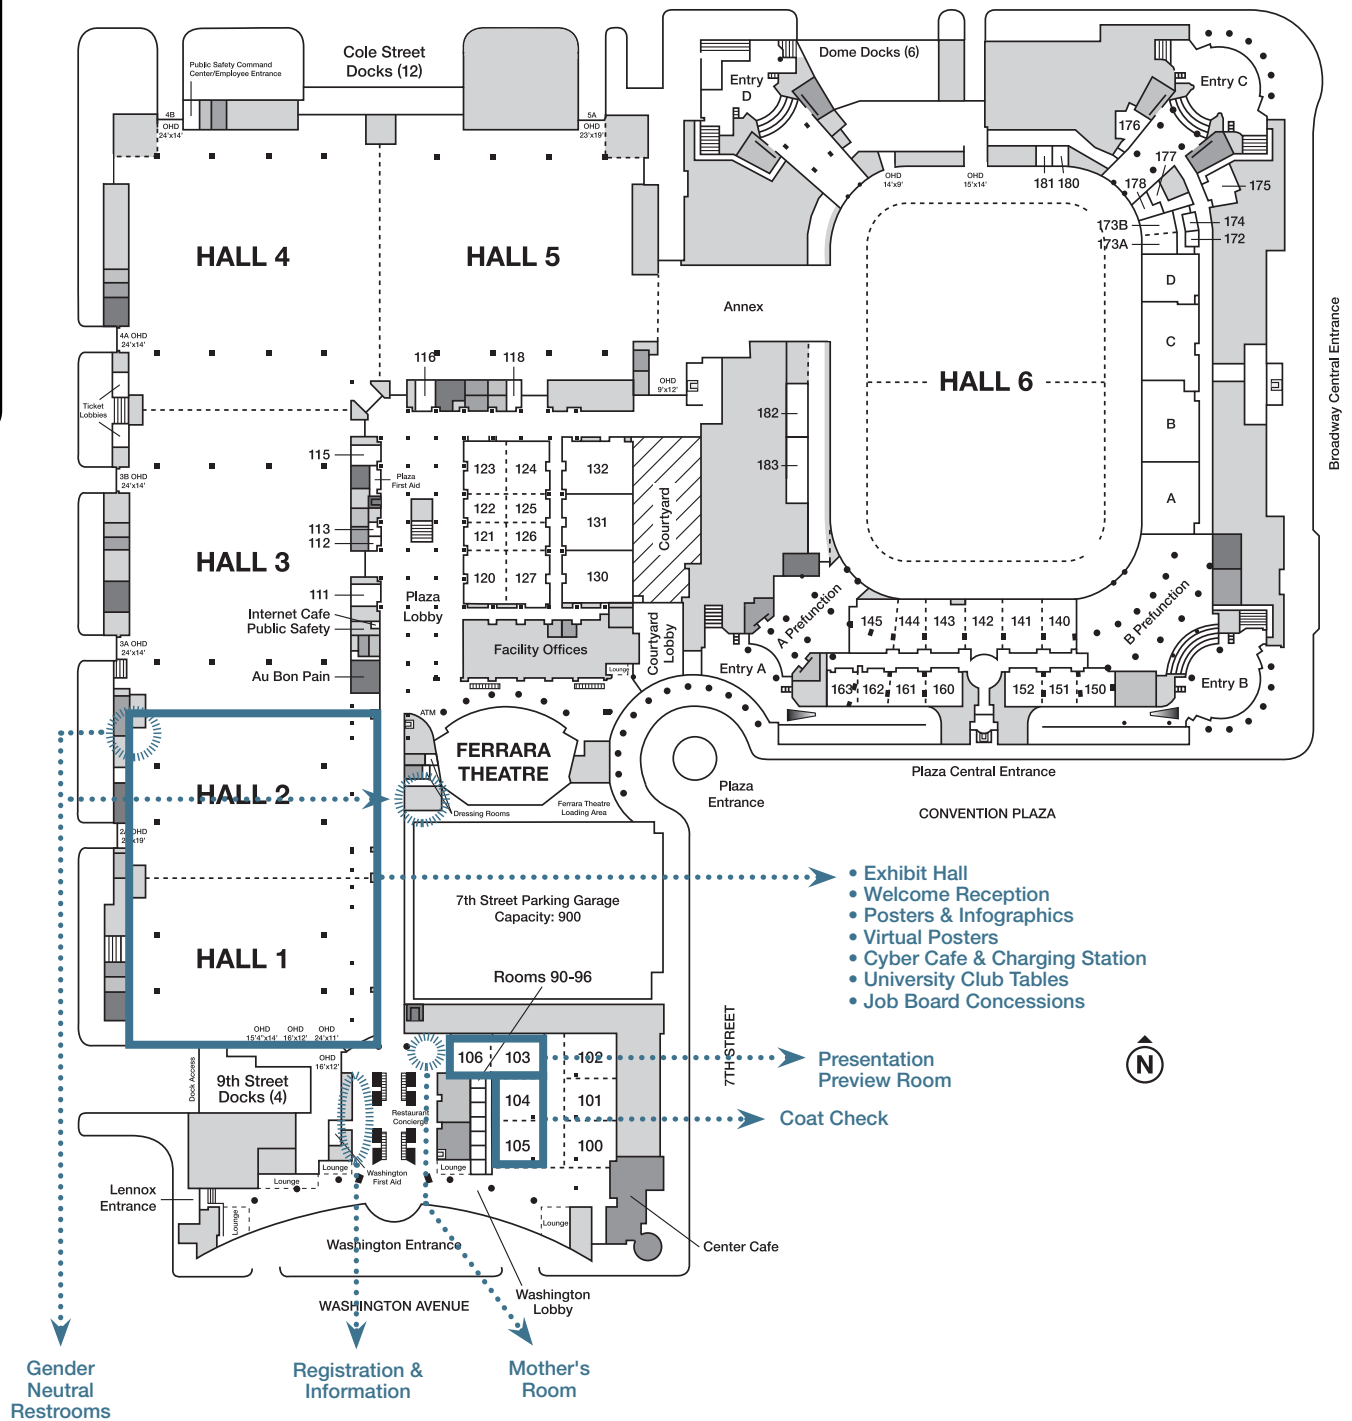 Cole Street
Docks (12)
Public Safety Command
Center/Employee Entrance
4B
OHD
24'x14'
5A
OHD
23'x19'
Dome Docks (6)
Entry
D
Entry C
176
177
178
181 180
175
174
172
173B
173A
OHD
14'x9'
OHD
15'x14'
HALL 4
HALL 5
Annex
D
C
B
A
HALL 6
Broadway Central Entrance
4A OHD
24'x14'
Ticket
Lobbies
116
118
OHD
9'x12'
182
183
115
Plaza
First Aid
3B OHD
24'x14'
123
124
132
122
125
131
121
126
120
127
130
Courtyard
113
112
HALL 3
111
Internet Cafe
Public Safety
Plaza
Lobby
Au Bon Pain
3A OHD
24'x14'
Facility Offices
Lounge
Courtyard
Lobby
A Prefunction
B Prefunction
145
144
143
142
141
140
Entry A
Entry B
163
162
161
160
152
151
150
ATM
FERRARA
THEATRE
Dressing Rooms
Ferrara Theatre
Loading Area
Plaza
Entrance
Plaza Central Entrance
CONVENTION PLAZA
HALL 2
HALL 1
7th Street Parking Garage
Capacity: 900
• Exhibit Hall
• Welcome Reception
• Posters & Infographics
• Virtual Posters
• Cyber Cafe & Charging Station
• University Club Tables
• Job Board Concessions
Rooms 90-96
OHD
15'4"x14'
OHD
16'x12'
OHD
24'x11'
OHD
16'x12'
106
103
102
104
101
105
100
7TH STREET
Presentation
Preview Room
Coat Check
N
Dock Access
9th Street
Docks (4)
Restaurant
Concierge
Washington
First Aid
Lounge
Lounge
Lounge
Lounge
Lounge
Lennox
Entrance
Washington Entrance
Center Cafe
Washington
Lobby
WASHINGTON AVENUE
Gender
Neutral
Restrooms
Registration &
Information
Mother's
Room